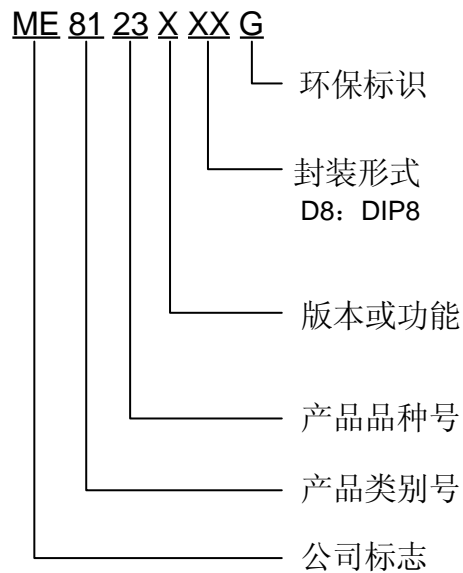 ME 81 23 X XX G
环保标识
封装形式
D8：DIP8
版本或功能
产品品种号
产品类别号
公司标志